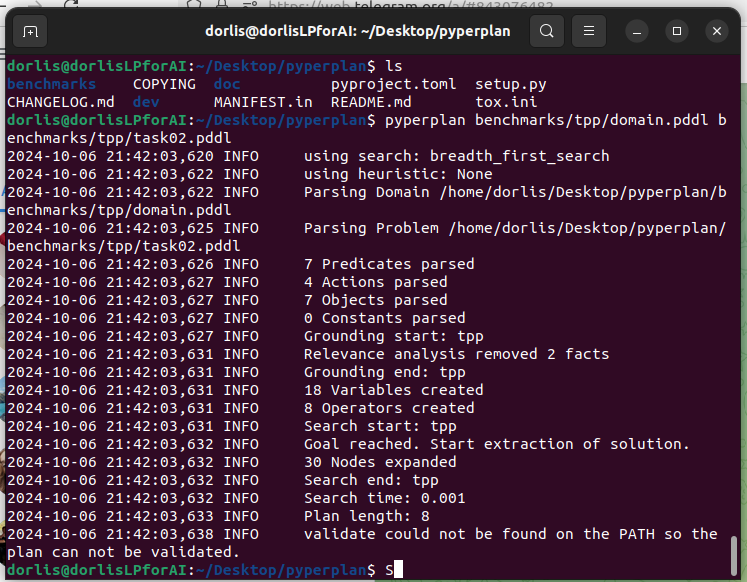 https://web.telegram.org/a/#843076482
dorlis@dorlisLPforAI: ~/Desktop/pyperplan
dorlis@dorlisLPforAI:~/Desktop/pyperplan$ ls
benchmarks COPYING doc pyproject.toml setup.py
CHANGELOG.md dev MANIFEST.in README.md tox.ini
dorlis@dorlisLPforAI:~/Desktop/pyperplan$ pyperplan benchmarks/tpp/domain.pddl b
enchmarks/tpp/task02.pddl
2024-10-06 21:42:03,620 INFO using search: breadth_first_search
2024-10-06 21:42:03,622 INFO using heuristic: None
2024-10-06 21:42:03,622 INFO Parsing Domain /home/dorlis/Desktop/pyperplan/b
enchmarks/tpp/domain.pddl
2024-10-06 21:42:03,625 INFO Parsing Problem /home/dorlis/Desktop/pyperplan/
benchmarks/tpp/task02.pddl
2024-10-06 21:42:03,626 INFO 7 Predicates parsed
2024-10-06 21:42:03,627 INFO 4 Actions parsed
2024-10-06 21:42:03,627 INFO 7 Objects parsed
2024-10-06 21:42:03,627 INFO 0 Constants parsed
2024-10-06 21:42:03,627 INFO Grounding start: tpp
2024-10-06 21:42:03,631 INFO Relevance analysis removed 2 facts
2024-10-06 21:42:03,631 INFO Grounding end: tpp
2024-10-06 21:42:03,631 INFO 18 Variables created
2024-10-06 21:42:03,631 INFO 8 Operators created
2024-10-06 21:42:03,631 INFO Search start: tpp
2024-10-06 21:42:03,632 INFO Goal reached. Start extraction of solution.
2024-10-06 21:42:03,632 INFO 30 Nodes expanded
2024-10-06 21:42:03,632 INFO Search end: tpp
2024-10-06 21:42:03,632 INFO Search time: 0.001
2024-10-06 21:42:03,633 INFO Plan length: 8
2024-10-06 21:42:03,638 INFO validate could not be found on the PATH so the
plan can not be validated.
dorlis@dorlisLPforAI:~/Desktop/pyperplan$ S